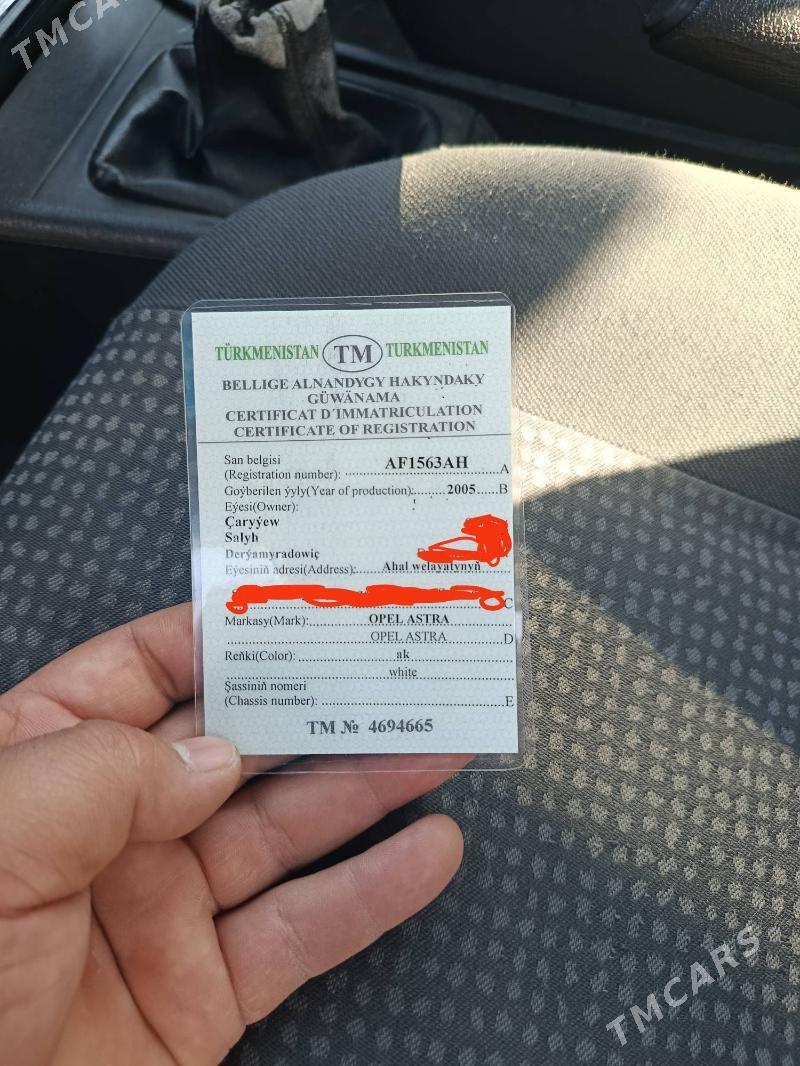 TMCARS
TÜRKMENISTAN TM TURKMENISTAN
BELLIGE ALNANDYGY HAKYNDAKY
GÜWÄNAMA
CERTIFICAT D'IMMATRICULATION
CERTIFICATE OF REGISTRATION
San belgisi
(Registration number): AF1563AH A
Goýberilen ýyly(Year of production): 2005 B
Eýesi(Owner):
Çaryýew
Salyh
Derýamyradowiç
Eýesiniň adresi(Address): Ahal welaýatynyň
C
Markasy(Mark): OPEL ASTRA
OPEL ASTRA D
Reňki(Color): ak
white
Şassiniň nomeri
(Chassis number): E
TM № 4694665
TMCARS